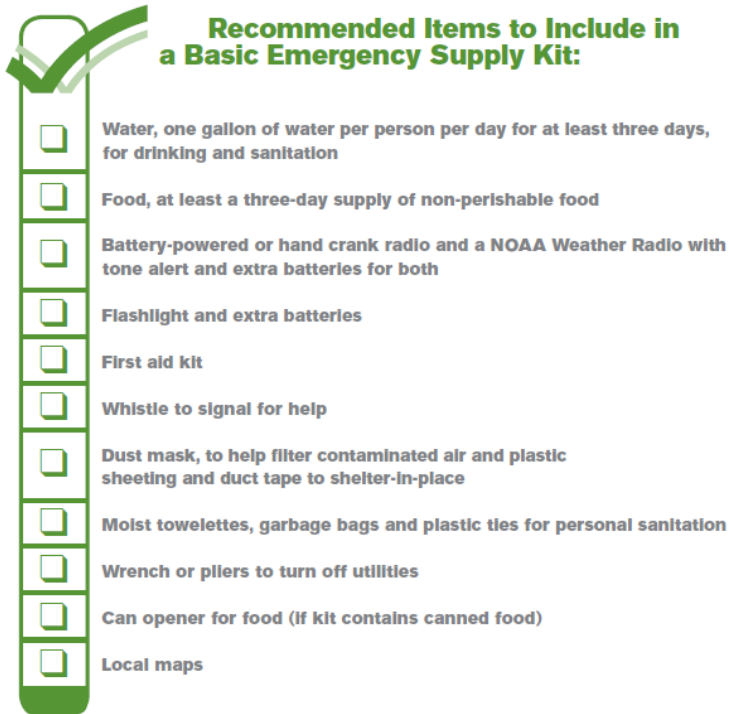 Recommended Items to Include in
a Basic Emergency Supply Kit:
Water, one gallon of water per person per day for at least three days,
for drinking and sanitation
Food, at least a three-day supply of non-perishable food
Battery-powered or hand crank radio and a NOAA Weather Radio with
tone alert and extra batteries for both
Flashlight and extra batteries
First aid kit
Whistle to signal for help
Dust mask, to help filter contaminated air and plastic
sheeting and duct tape to shelter-in-place
Moist towelettes, garbage bags and plastic ties for personal sanitation
Wrench or pliers to turn off utilities
Can opener for food (if kit contains canned food)
Local maps